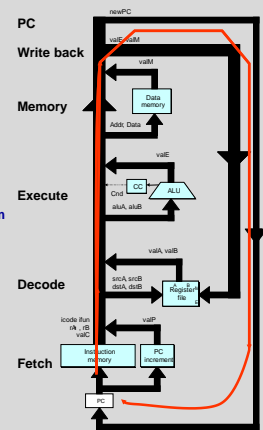 newPC
PC
valE, valM
Write back
valM
Memory
Data
memory
Addr, Data
valE
Execute
Cnd
CC
ALU
aluA, aluB
m
valA, valB
Decode
srcA, srcB
dstA, dstB
A B
Register
file
M
E
icode ifun
rA , rB
valC
valP
Fetch
Instruction
memory
PC
increment
PC